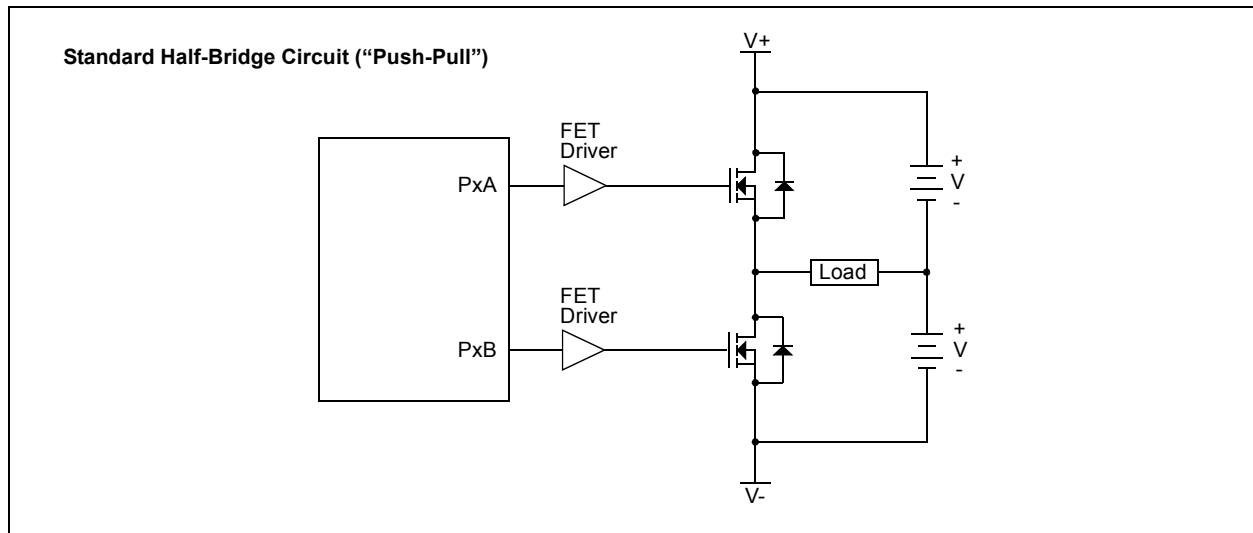 Standard Half-Bridge Circuit (“Push-Pull”)
V+
FET
Driver
PxA
+
V
-
Load
FET
Driver
PxB
+
V
-
V-